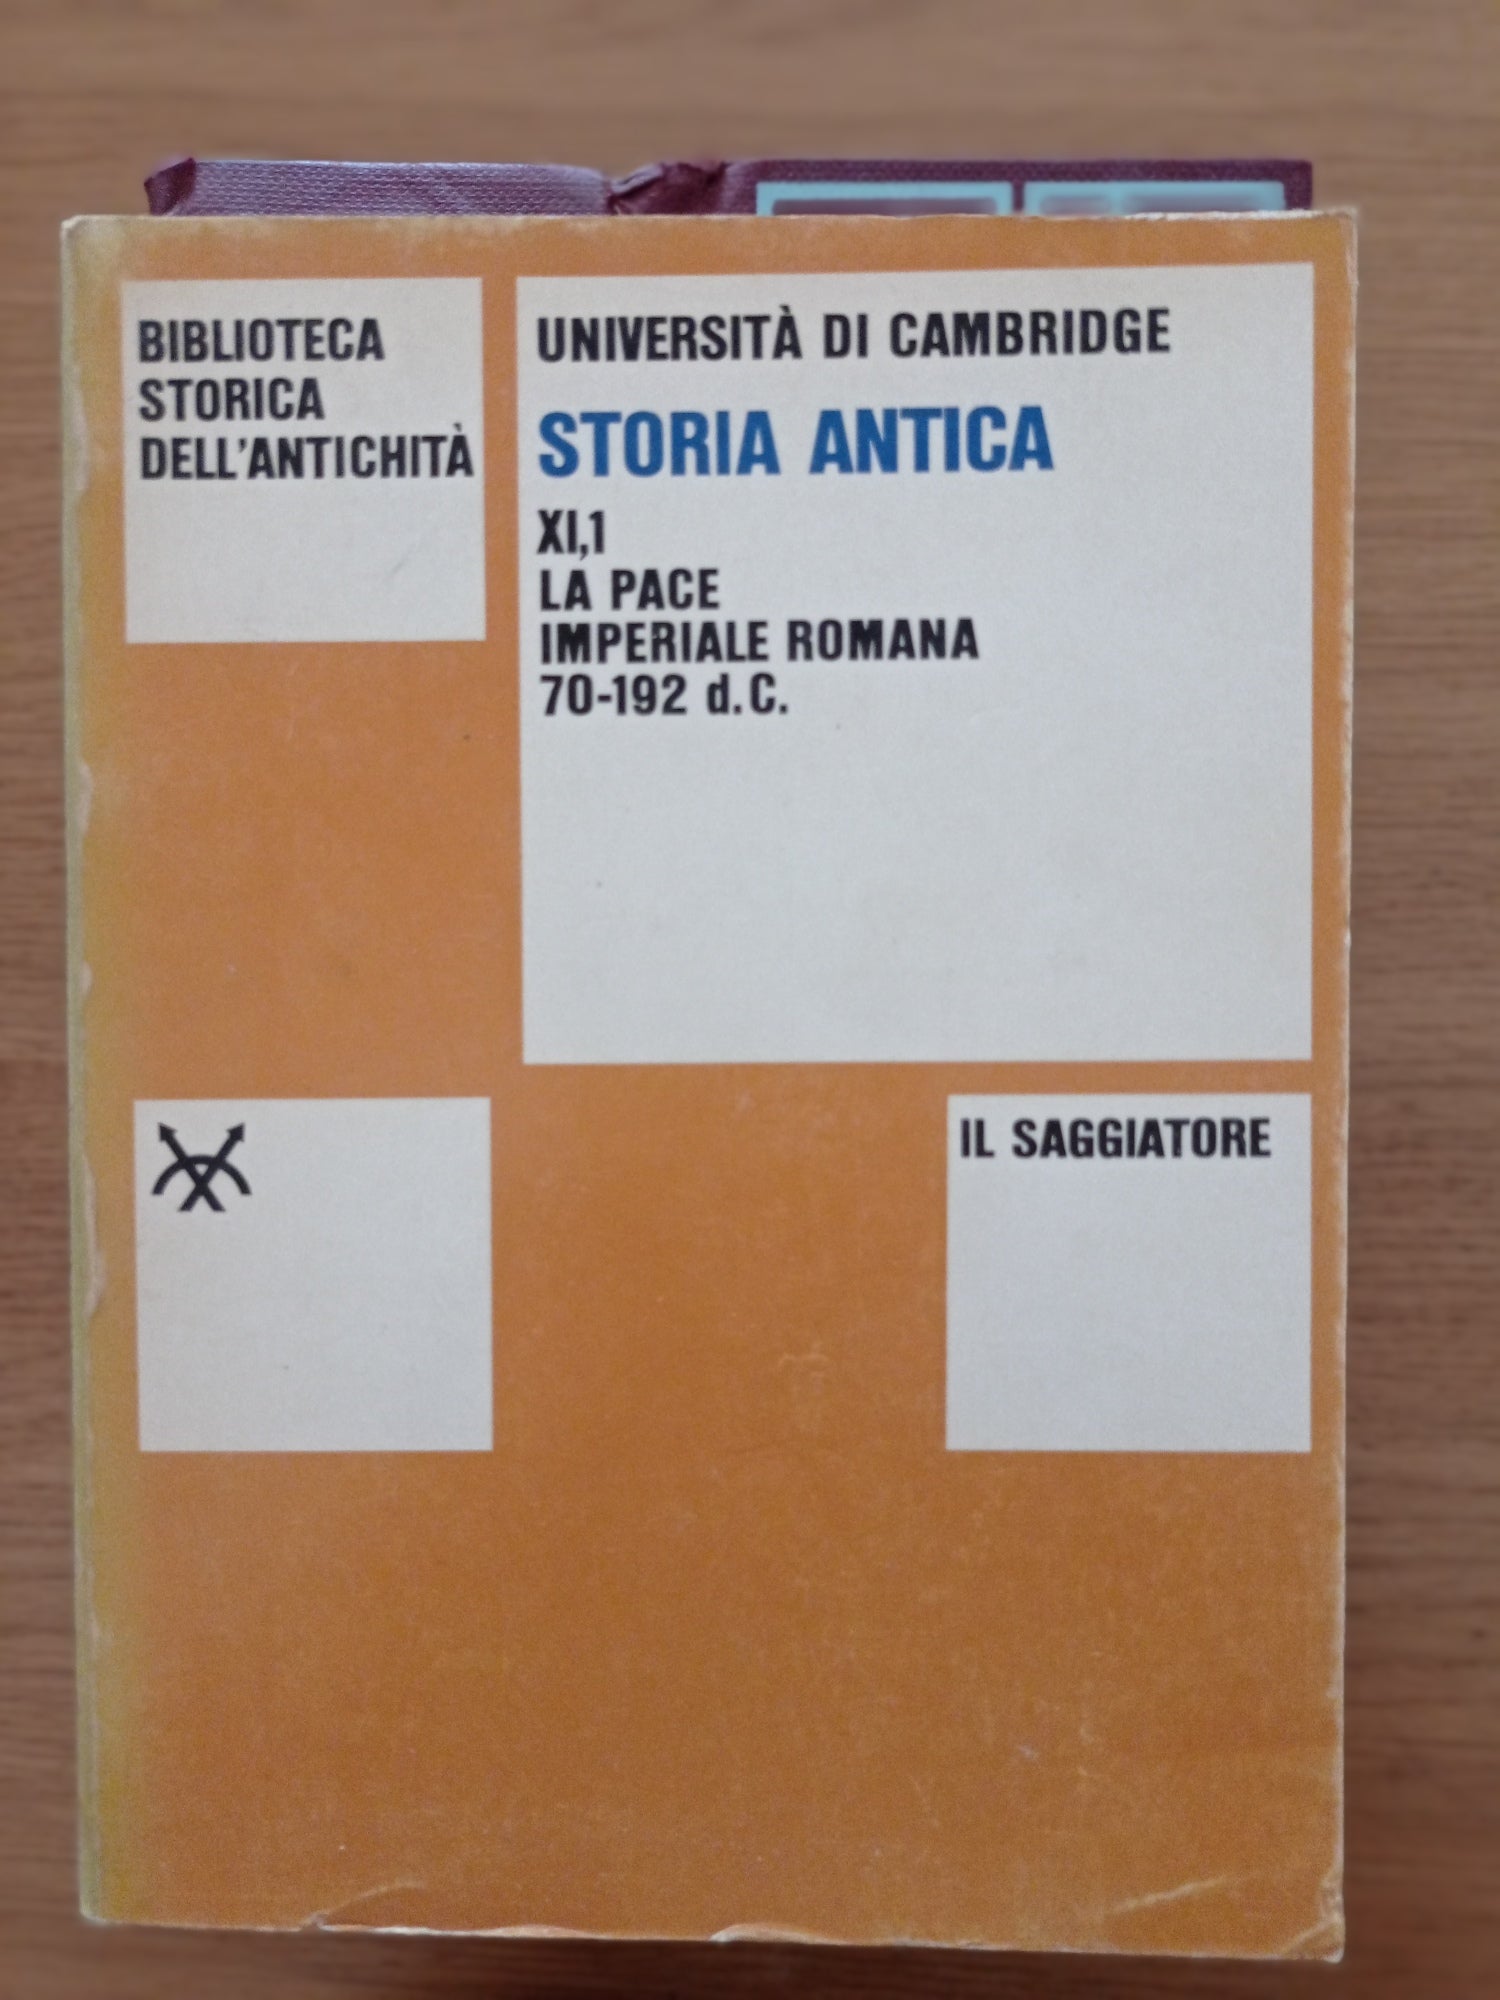 BIBLIOTECA
STORICA
DELL'ANTICHITÀ
UNIVERSITÀ DI CAMBRIDGE
STORIA ANTICA
XI,1
LA PACE
IMPERIALE ROMANA
70-192 d.C.
IL SAGGIATORE